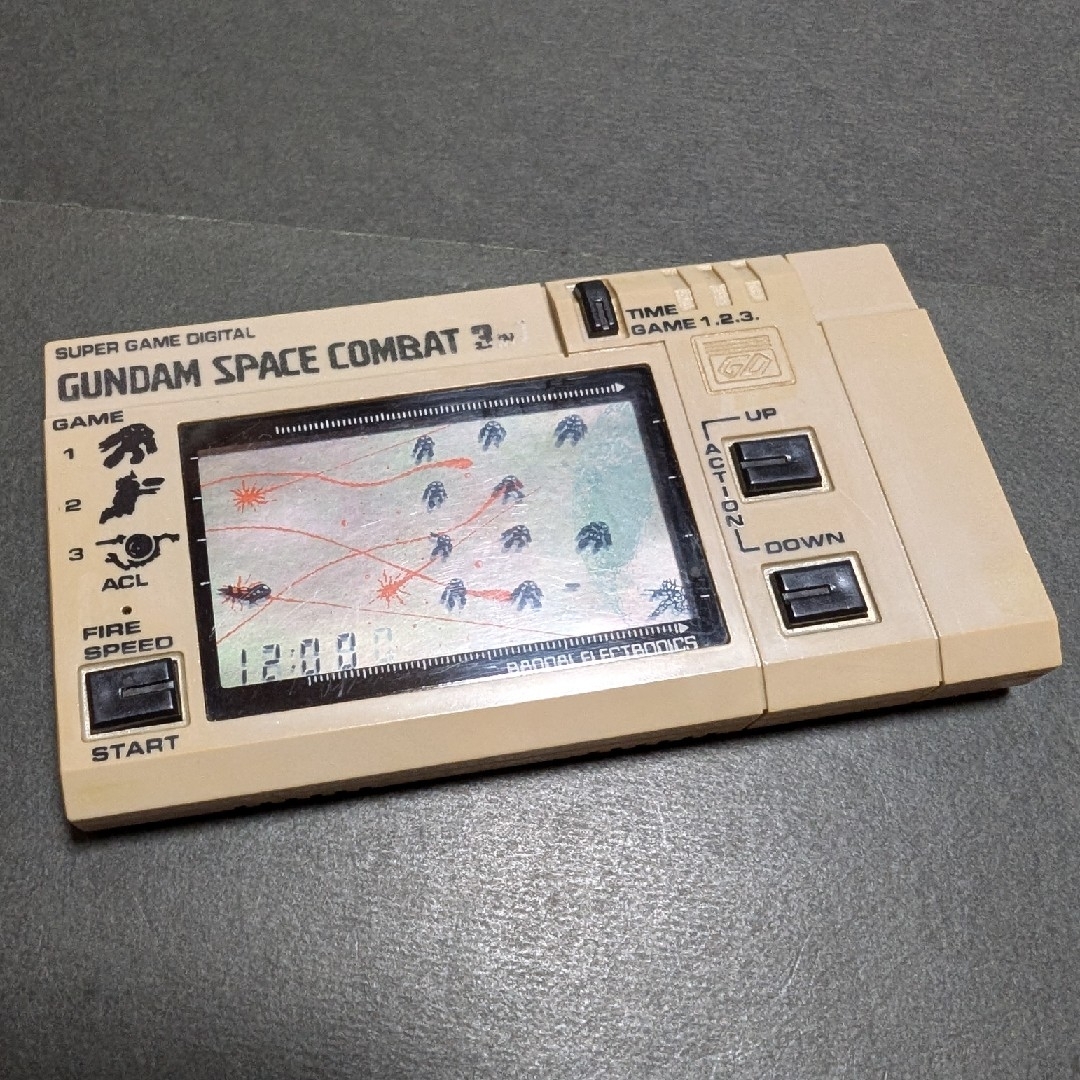 SUPER GAME DIGITAL
GUNDAM SPACE COMBAT 3
TIME
GAME 1.2.3.
GAME
1
2
3
ACL
FIRE
SPEED
START
UP
ACTION
DOWN
12:00
BANDAI ELECTRONICS